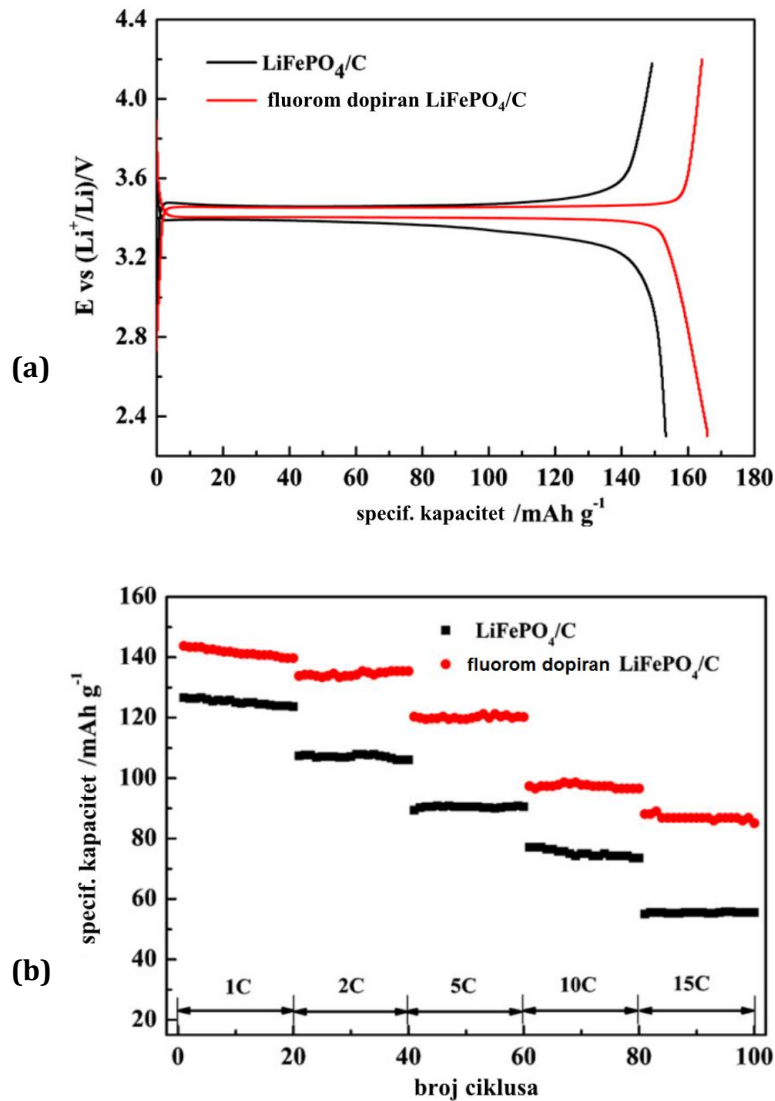 4.4
4.0
3.6
3.2
2.8
2.4
E vs (Li⁺/Li)/V
LiFePO₄/C
fluorom dopiran LiFePO₄/C
(a)
0 20 40 60 80 100 120 140 160 180
specif. kapacitet /mAh g⁻¹
160
140
120
100
80
60
40
20
specif. kapacitet /mAh g⁻¹
LiFePO₄/C
fluorom dopiran LiFePO₄/C
(b)
1C 2C 5C 10C 15C
0 20 40 60 80 100
broj ciklusa